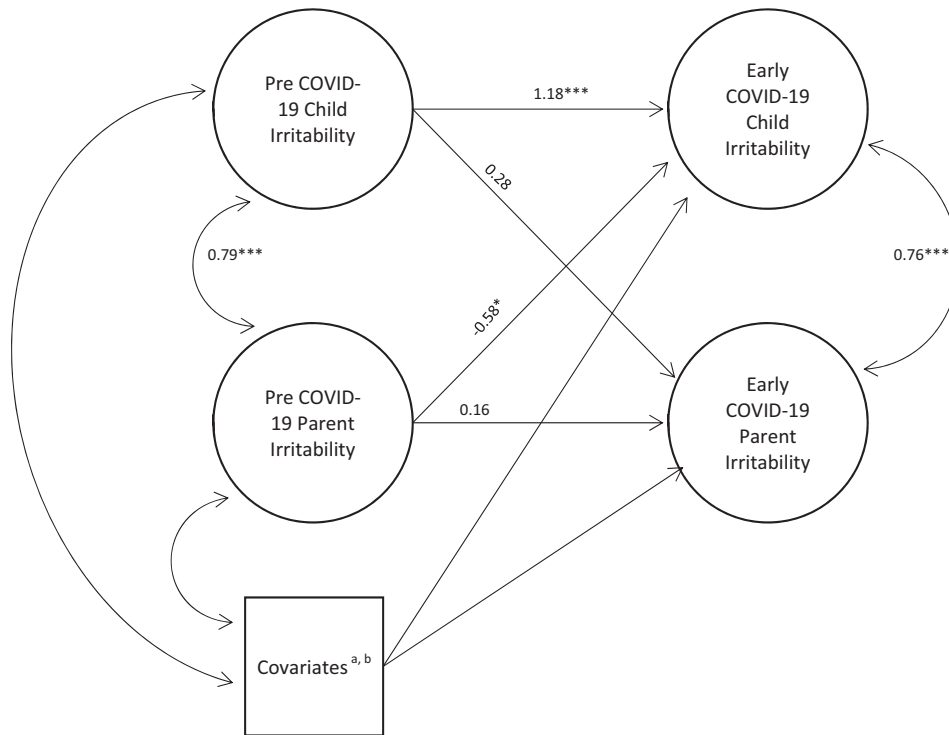 Pre COVID-
19 Child
Irritability
1.18***
Early
COVID-19
Child
Irritability
0.28
0.79***
0.76***
-0.58*
Pre COVID-
19 Parent
Irritability
0.16
Early
COVID-19
Parent
Irritability
Covariates a, b